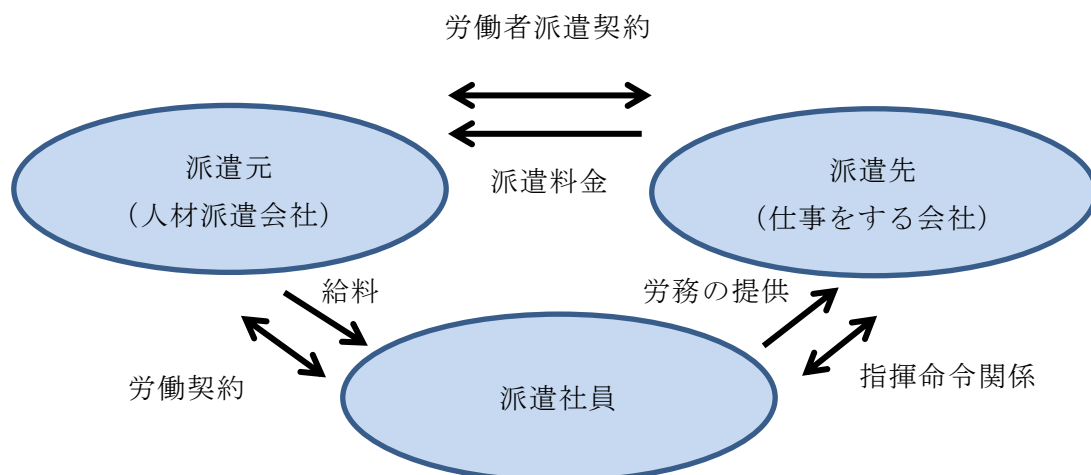 労働者派遣契約
派遣元
（人材派遣会社）
派遣料金
派遣先
（仕事をする会社）
給料
労務の提供
労働契約
派遣社員
指揮命令関係